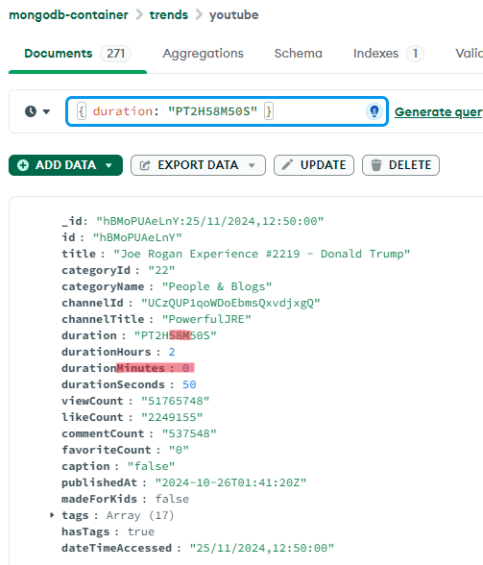 mongodb-container > trends > youtube
Documents 271 Aggregations Schema Indexes 1 Valid
{ duration: "PT2H58M50S" } Generate query
ADD DATA EXPORT DATA UPDATE DELETE
_id: "hBMoPUAeLnY:25/11/2024,12:50:00"
id : "hBMoPUAeLnY"
title : "Joe Rogan Experience #2219 - Donald Trump"
categoryId : "22"
categoryName : "People & Blogs"
channelId : "UCzQUP1qoWDoEbmsQxvdjxgQ"
channelTitle : "PowerfulJRE"
duration : "PT2H58M50S"
durationHours : 2
durationMinutes : 0
durationSeconds : 50
viewCount : "51765748"
likeCount : "2249155"
commentCount : "537548"
favoriteCount : "0"
caption : "false"
publishedAt : "2024-10-26T01:41:20Z"
madeForKids : false
tags : Array (17)
hasTags : true
dateTimeAccessed : "25/11/2024,12:50:00"